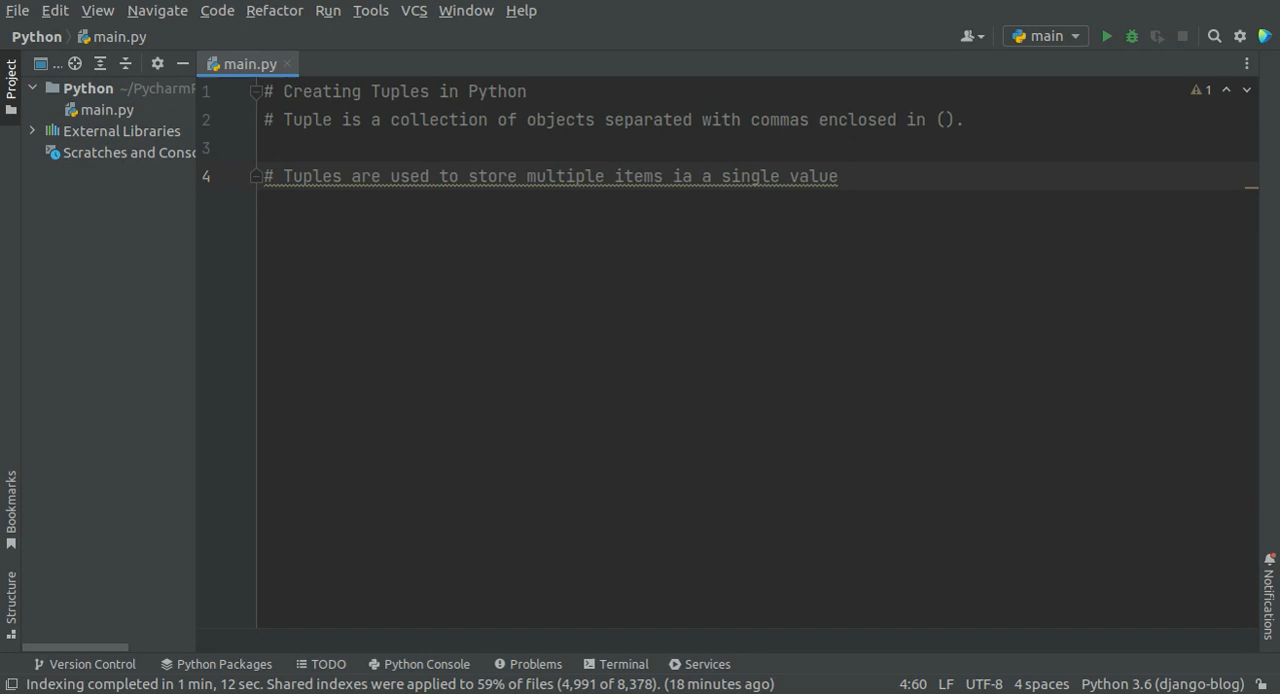 File Edit View Navigate Code Refactor Run Tools VCS Window Help
Python main.py main
Project ... main.py
Python ~/PycharmP
main.py
External Libraries
Scratches and Conso
1 # Creating Tuples in Python 1
2 # Tuple is a collection of objects separated with commas enclosed in ().
3
4 # Tuples are used to store multiple items ia a single value
Bookmarks
Structure
Notifications
Version Control Python Packages TODO Python Console Problems Terminal Services
Indexing completed in 1 min, 12 sec. Shared indexes were applied to 59% of files (4,991 of 8,378). (18 minutes ago) 4:60 LF UTF-8 4 spaces Python 3.6 (django-blog)